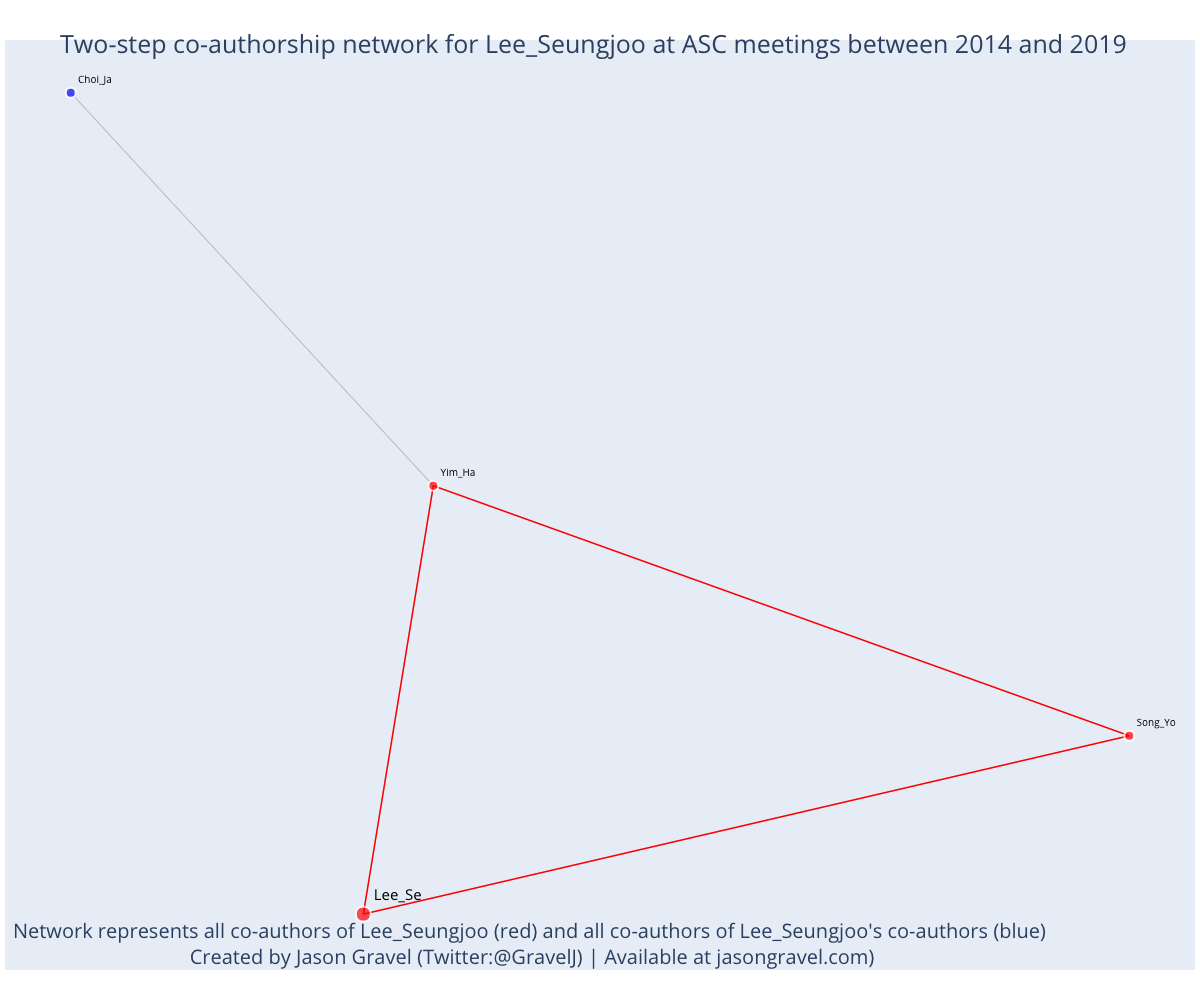 Two-step co-authorship network for Lee_Seungjoo at ASC meetings between 2014 and 2019
Choi_Ja
Yim_Ha
Song_Yo
Lee_Se
Network represents all co-authors of Lee_Seungjoo (red) and all co-authors of Lee_Seungjoo's co-authors (blue)
Created by Jason Gravel (Twitter:@GravelJ) | Available at jasongravel.com)